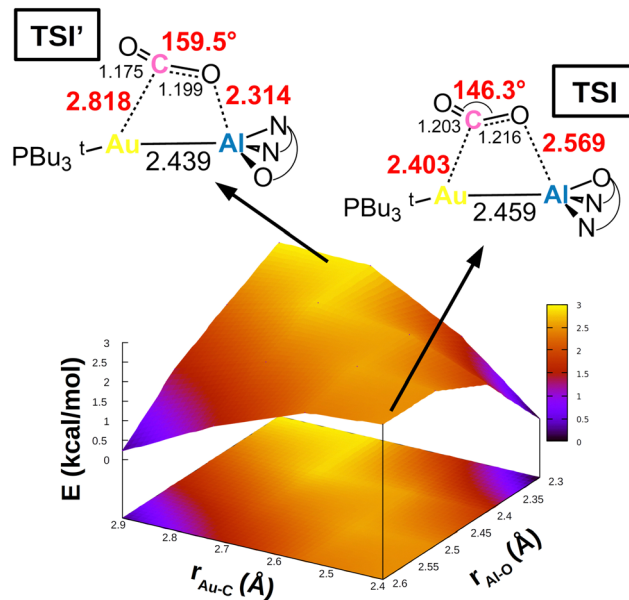 TSI'
159.5°
O
C
O
1.175
1.199
2.818
2.314
PBu3
t
Au
2.439
Al
N
N
O
TSI
146.3°
O
C
O
1.203
1.216
2.403
2.569
PBu3
t
Au
2.459
Al
O
N
N
E (kcal/mol)
3
2.5
2
1.5
1
0.5
0
3
2.5
2
1.5
1
0.5
0
2.9
2.8
2.7
2.6
2.5
2.4
rAu-C (Å)
2.6
2.55
2.5
2.45
2.4
2.35
2.3
rAl-O (Å)